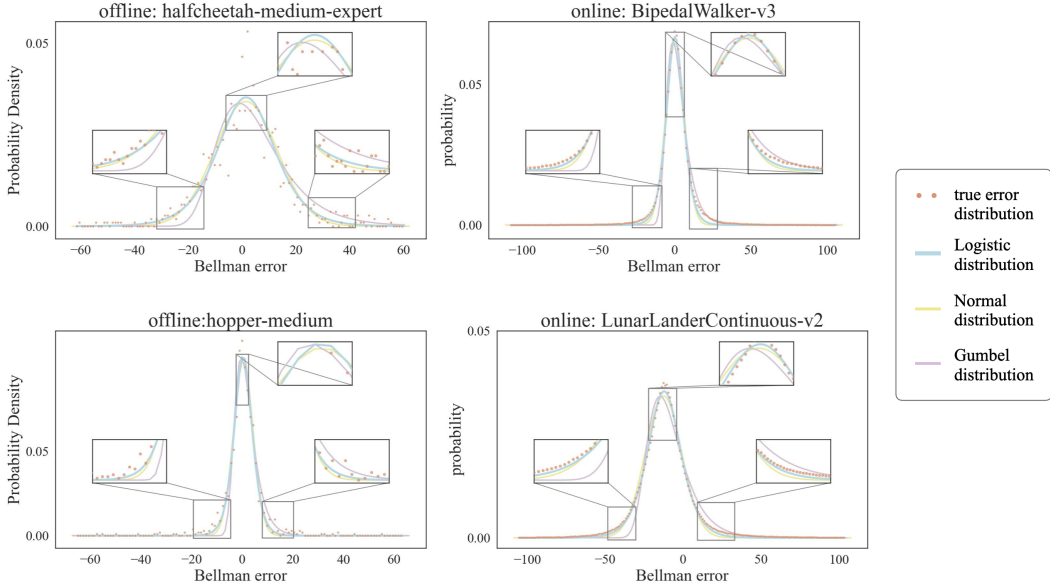 offline: halfcheetah-medium-expert
Probability Density
0.05
0.00
−60
−40
−20
0
20
40
60
Bellman error
online: BipedalWalker-v3
probability
0.05
0.00
−100
−50
0
50
100
Bellman error
offline:hopper-medium
Probability Density
0.05
0.00
−60
−40
−20
0
20
40
60
Bellman error
online: LunarLanderContinuous-v2
probability
0.05
0.00
−100
−50
0
50
100
Bellman error
true error
distribution
Logistic
distribution
Normal
distribution
Gumbel
distribution